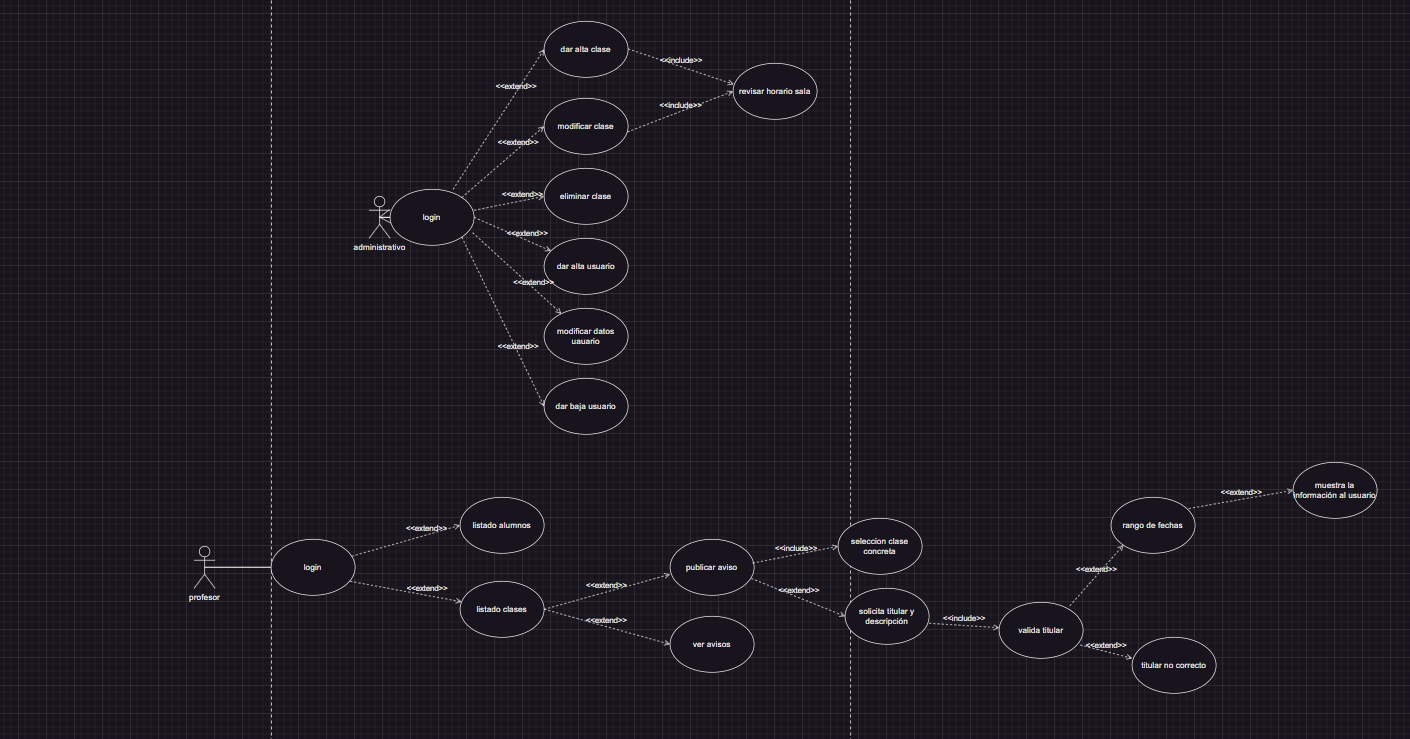 dar alta clase
<<include>>
<<extend>>
revisar horario sala
<<include>>
modificar clase
<<extend>>
<<extend>>
eliminar clase
login
administrativo
<<extend>>
dar alta usuario
<<extend>>
modificar datos
uauario
<<extend>>
dar baja usuario
muestra la
información al usuario
<<extend>>
rango de fechas
listado alumnos
<<extend>>
seleccion clase
concreta
<<include>>
login
publicar aviso
profesor
<<extend>>
<<extend>>
<<extend>>
<<extend>>
listado clases
solicita titular y
descripción
<<include>>
<<extend>>
valida titular
ver avisos
<<extend>>
titular no correcto